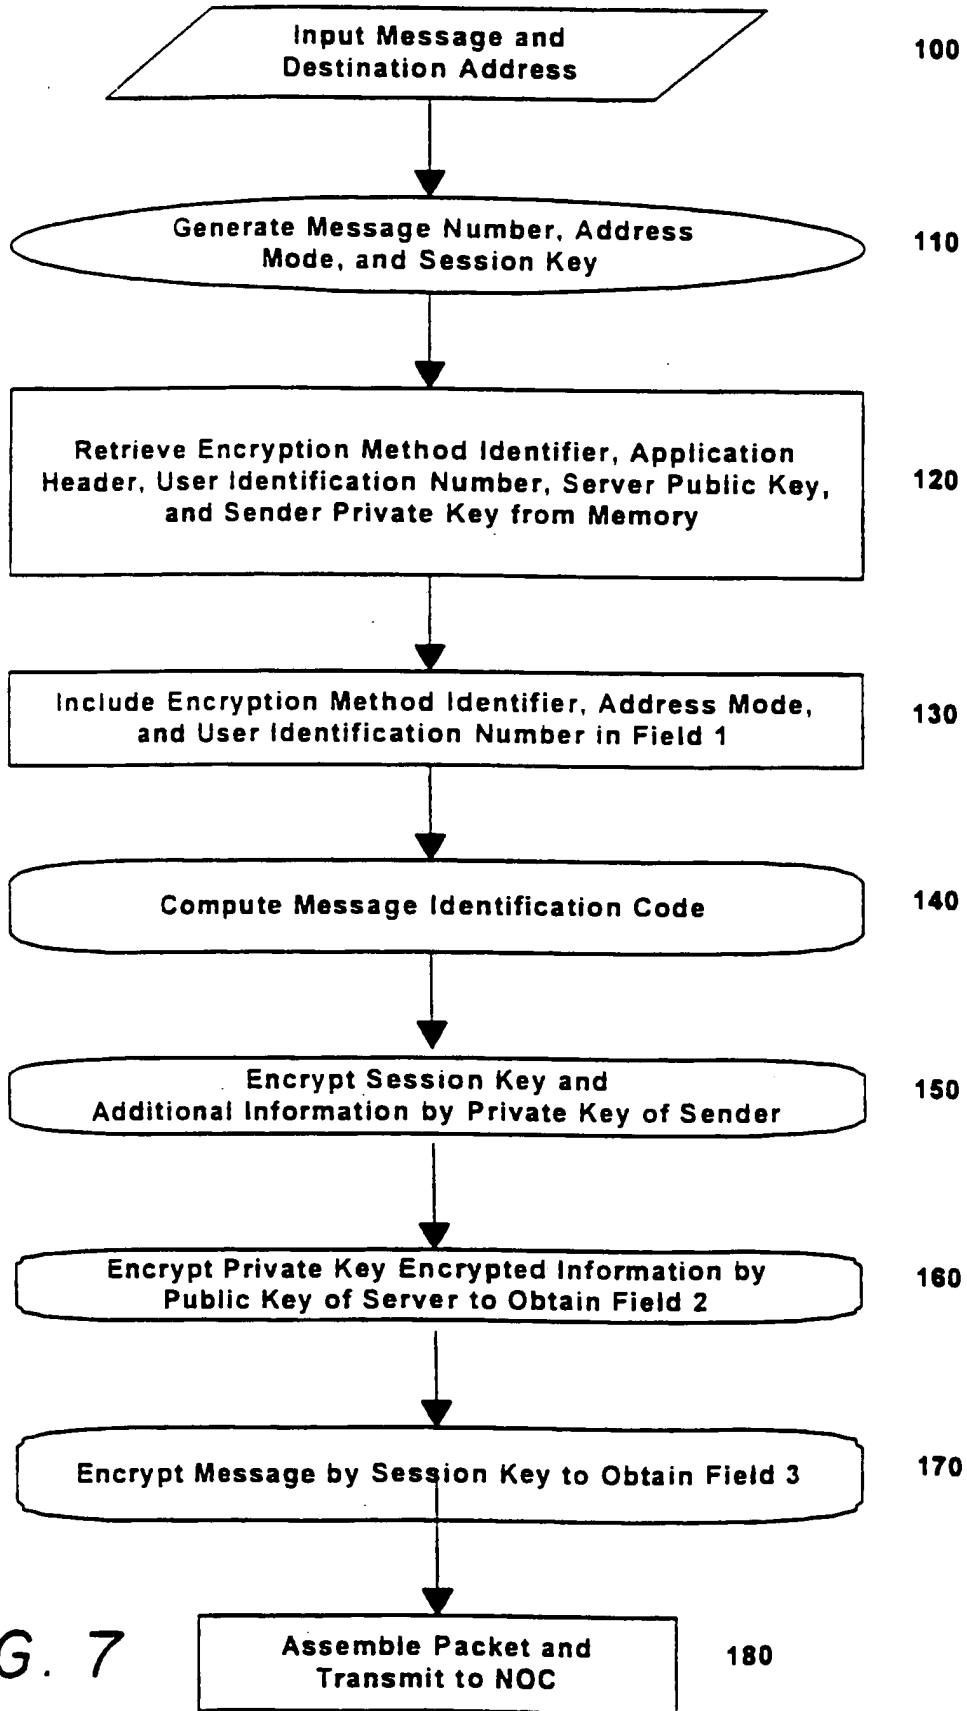 Input Message and
Destination Address
100
Generate Message Number, Address
Mode, and Session Key
110
Retrieve Encryption Method Identifier, Application
Header, User Identification Number, Server Public Key,
and Sender Private Key from Memory
120
Include Encryption Method Identifier, Address Mode,
and User Identification Number in Field 1
130
Compute Message Identification Code
140
Encrypt Session Key and
Additional Information by Private Key of Sender
150
Encrypt Private Key Encrypted Information by
Public Key of Server to Obtain Field 2
160
Encrypt Message by Session Key to Obtain Field 3
170
G. 7
Assemble Packet and
Transmit to NOC
180